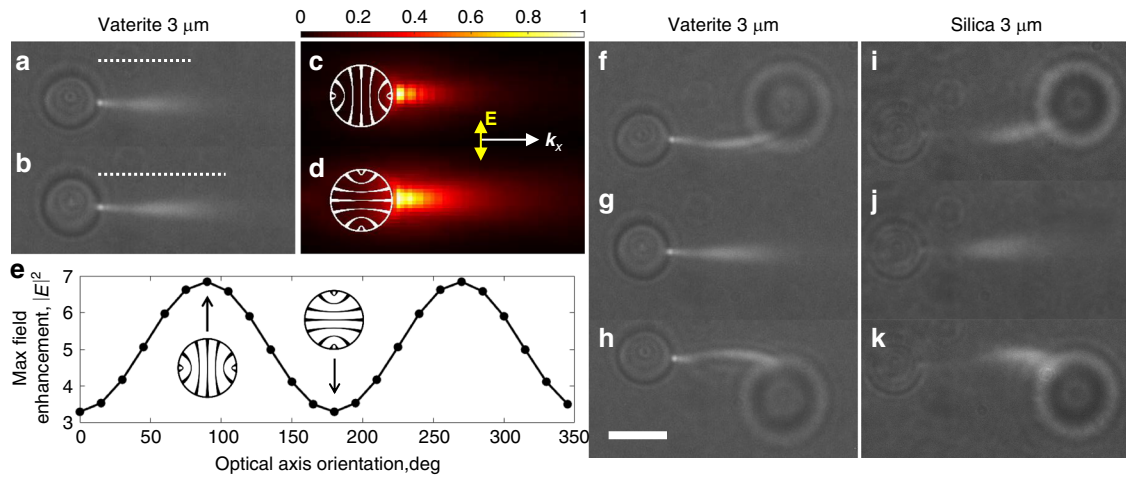 Vaterite 3 μm
0 0.2 0.4 0.6 0.8 1
Vaterite 3 μm
Silica 3 μm
a
b
c
E
kx
d
e
Max field
enhancement, |E|²
7
6
5
4
3
0 50 100 150 200 250 300 350
Optical axis orientation,deg
f
g
h
i
j
k